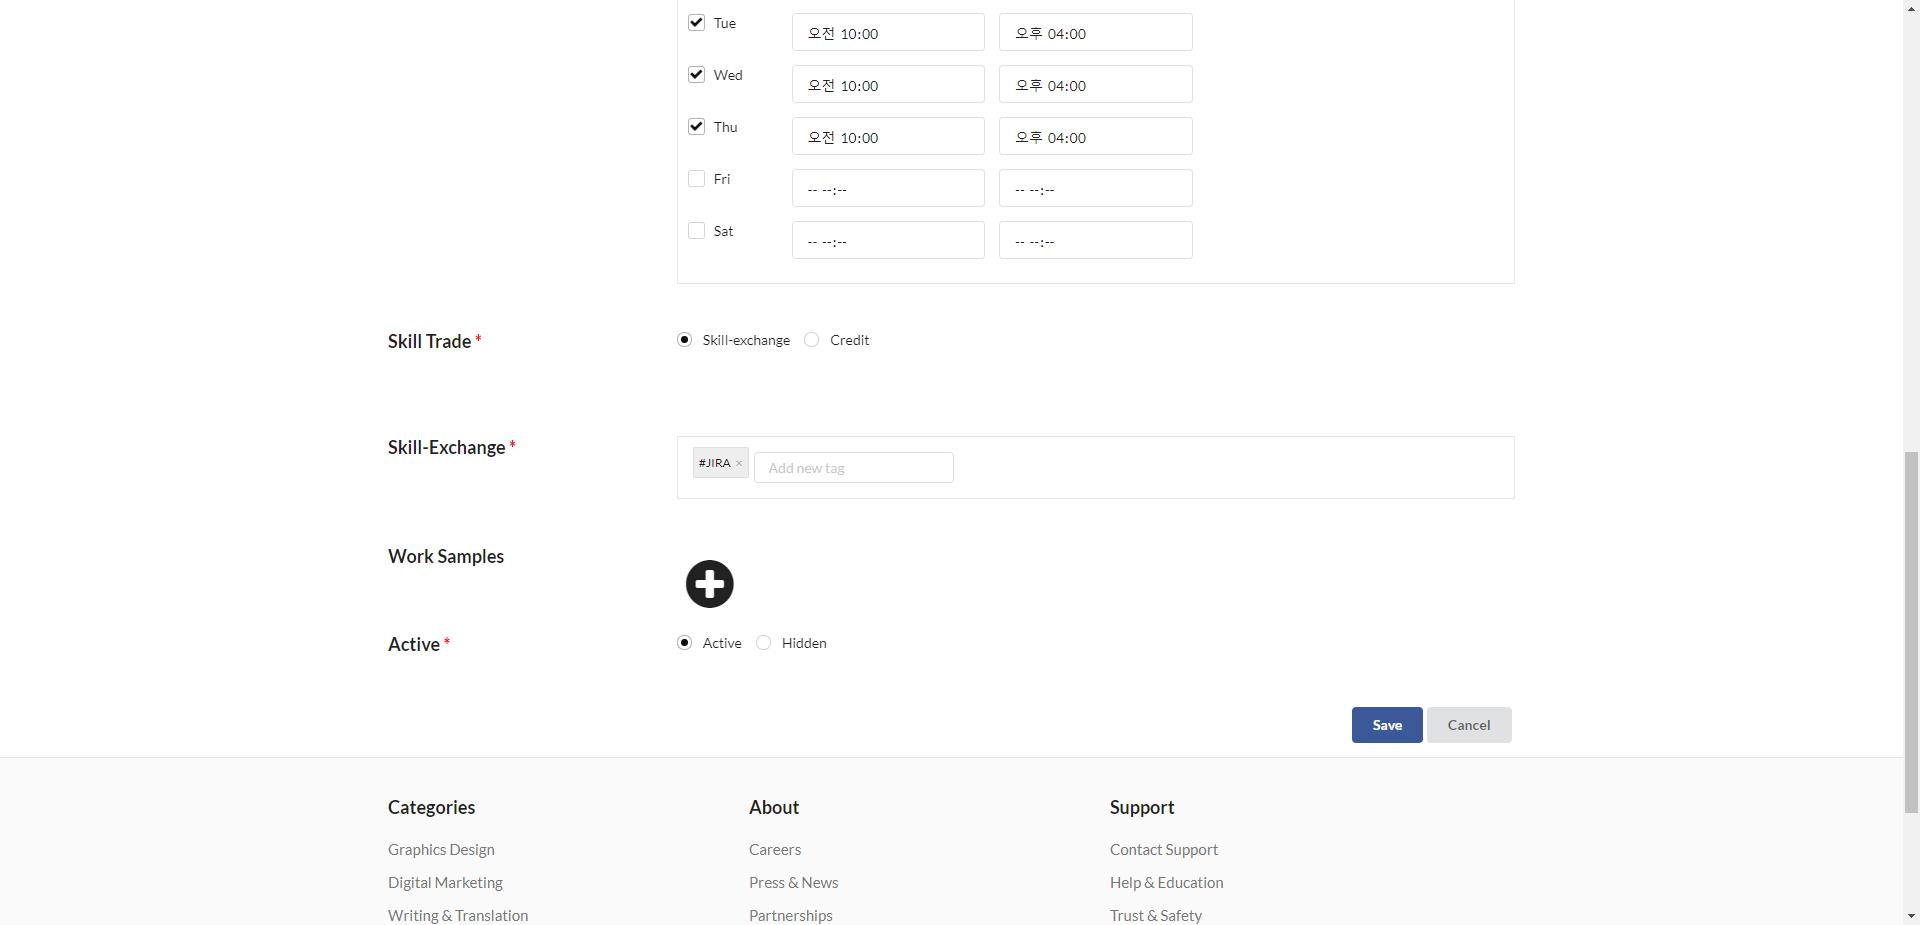 Tue 오전 10:00 오후 04:00
Wed 오전 10:00 오후 04:00
Thu 오전 10:00 오후 04:00
Fri -- --:-- -- --:--
Sat -- --:-- -- --:--
Skill Trade * Skill-exchange Credit
Skill-Exchange * #JIRA × Add new tag
Work Samples
Active * Active Hidden
Save Cancel
Categories About Support
Graphics Design Careers Contact Support
Digital Marketing Press & News Help & Education
Writing & Translation Partnerships Trust & Safety